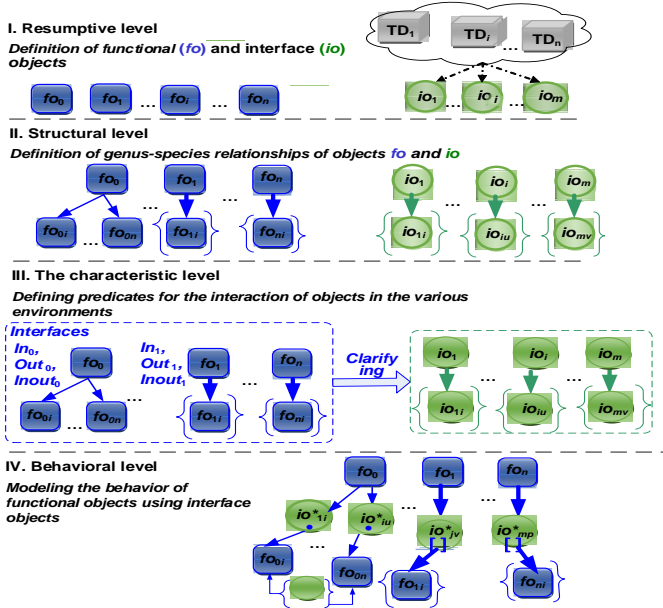 I. Resumptive level
Definition of functional (fo) and interface (io)
objects
TD1 TDi ... TDn
fo0 fo1 ... foi ... fon
io1 ... ioi ... iom
II. Structural level
Definition of genus-species relationships of objects fo and io
fo0 fo1 ... fon
io1 ioi ... iom
fo0i ... fo0n { fo1i } { foni }
{ io1i } { ioiu } ... { iomv }
III. The characteristic level
Defining predicates for the interaction of objects in the various
environments
Interfaces
In0,
Out0,
Inout0
fo0
In1,
Out1,
Inout1
fo1 ... fon
fo0i ... fo0n ... { fo1i } { foni }
Clarify
ing
io1 ... ioi ... iom
{ io1i } { ioiu } { iomv }
IV. Behavioral level
Modeling the behavior of
functional objects using interface
objects
fo0 fo1 fon
io*1i io*iu ... io*jv [ ] ... io*mp [ ]
fo0i ... fo0n { fo1i } { foni }
{ }